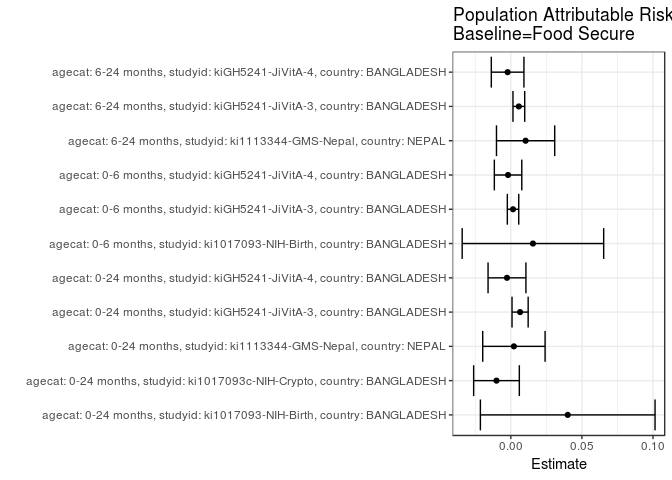 Population Attributable Risk
Baseline=Food Secure
agecat: 6-24 months, studyid: kiGH5241-JiVitA-4, country: BANGLADESH
agecat: 6-24 months, studyid: kiGH5241-JiVitA-3, country: BANGLADESH
agecat: 6-24 months, studyid: ki1113344-GMS-Nepal, country: NEPAL
agecat: 0-6 months, studyid: kiGH5241-JiVitA-4, country: BANGLADESH
agecat: 0-6 months, studyid: kiGH5241-JiVitA-3, country: BANGLADESH
agecat: 0-6 months, studyid: ki1017093-NIH-Birth, country: BANGLADESH
agecat: 0-24 months, studyid: kiGH5241-JiVitA-4, country: BANGLADESH
agecat: 0-24 months, studyid: kiGH5241-JiVitA-3, country: BANGLADESH
agecat: 0-24 months, studyid: ki1113344-GMS-Nepal, country: NEPAL
agecat: 0-24 months, studyid: ki1017093c-NIH-Crypto, country: BANGLADESH
agecat: 0-24 months, studyid: ki1017093-NIH-Birth, country: BANGLADESH
0.00 0.05 0.10
Estimate